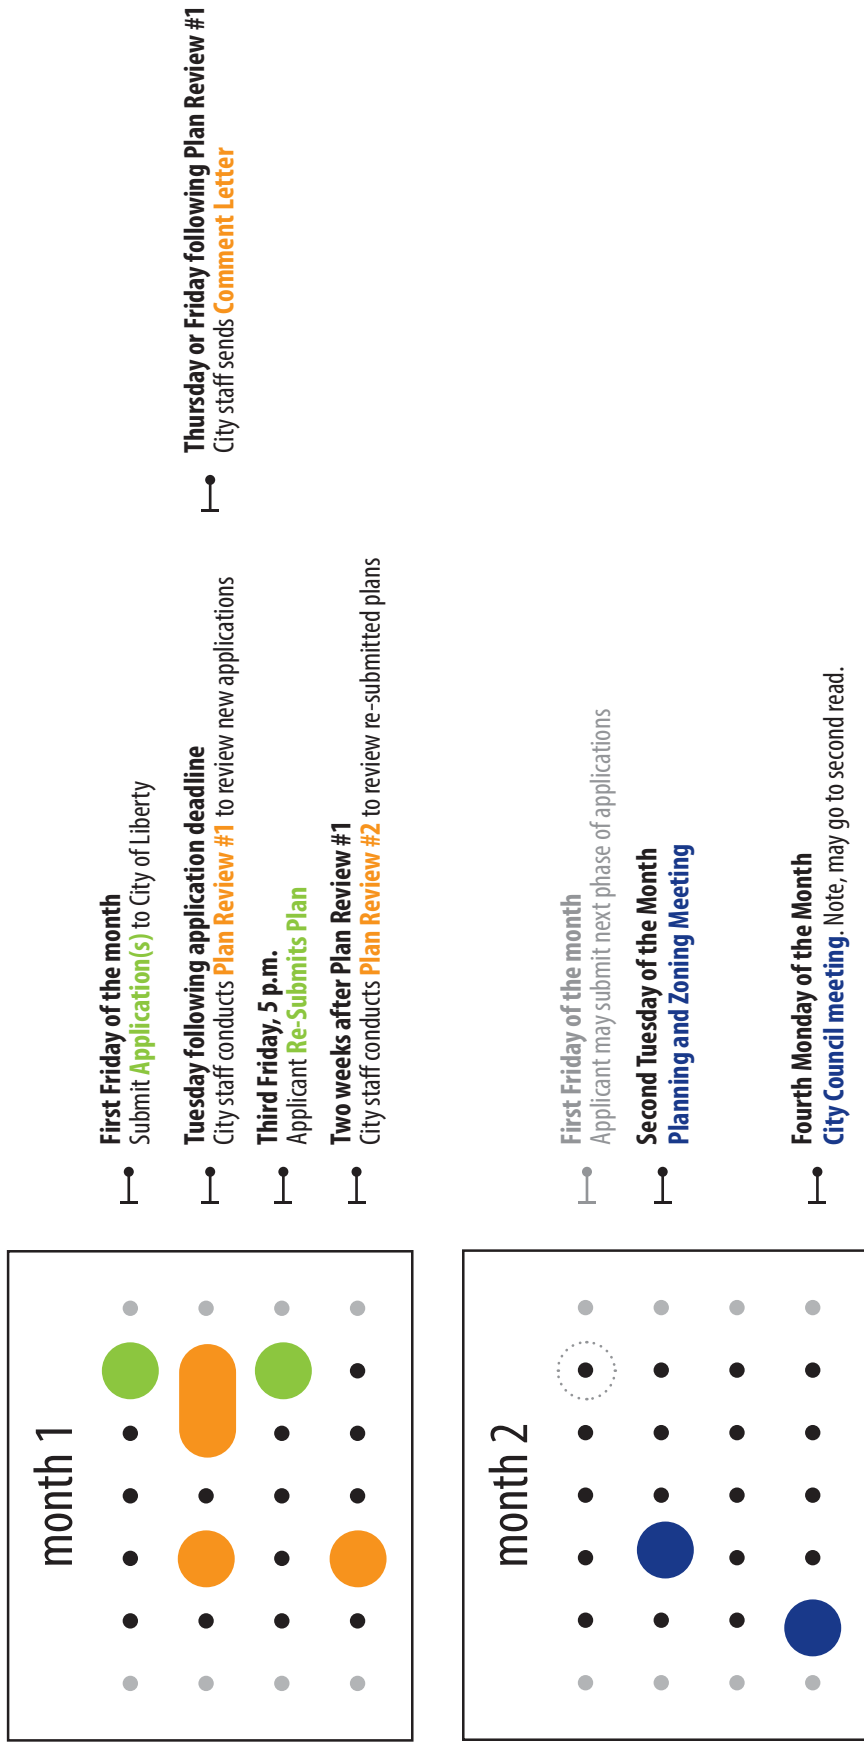 month 1
First Friday of the month
Submit Application(s) to City of Liberty
Tuesday following application deadline
City staff conducts Plan Review #1 to review new applications
Thursday or Friday following Plan Review #1
City staff sends Comment Letter
Third Friday, 5 p.m.
Applicant Re-Submits Plan
Two weeks after Plan Review #1
City staff conducts Plan Review #2 to review re-submitted plans
month 2
First Friday of the month
Applicant may submit next phase of applications
Second Tuesday of the Month
Planning and Zoning Meeting
Fourth Monday of the Month
City Council meeting. Note, may go to second read.